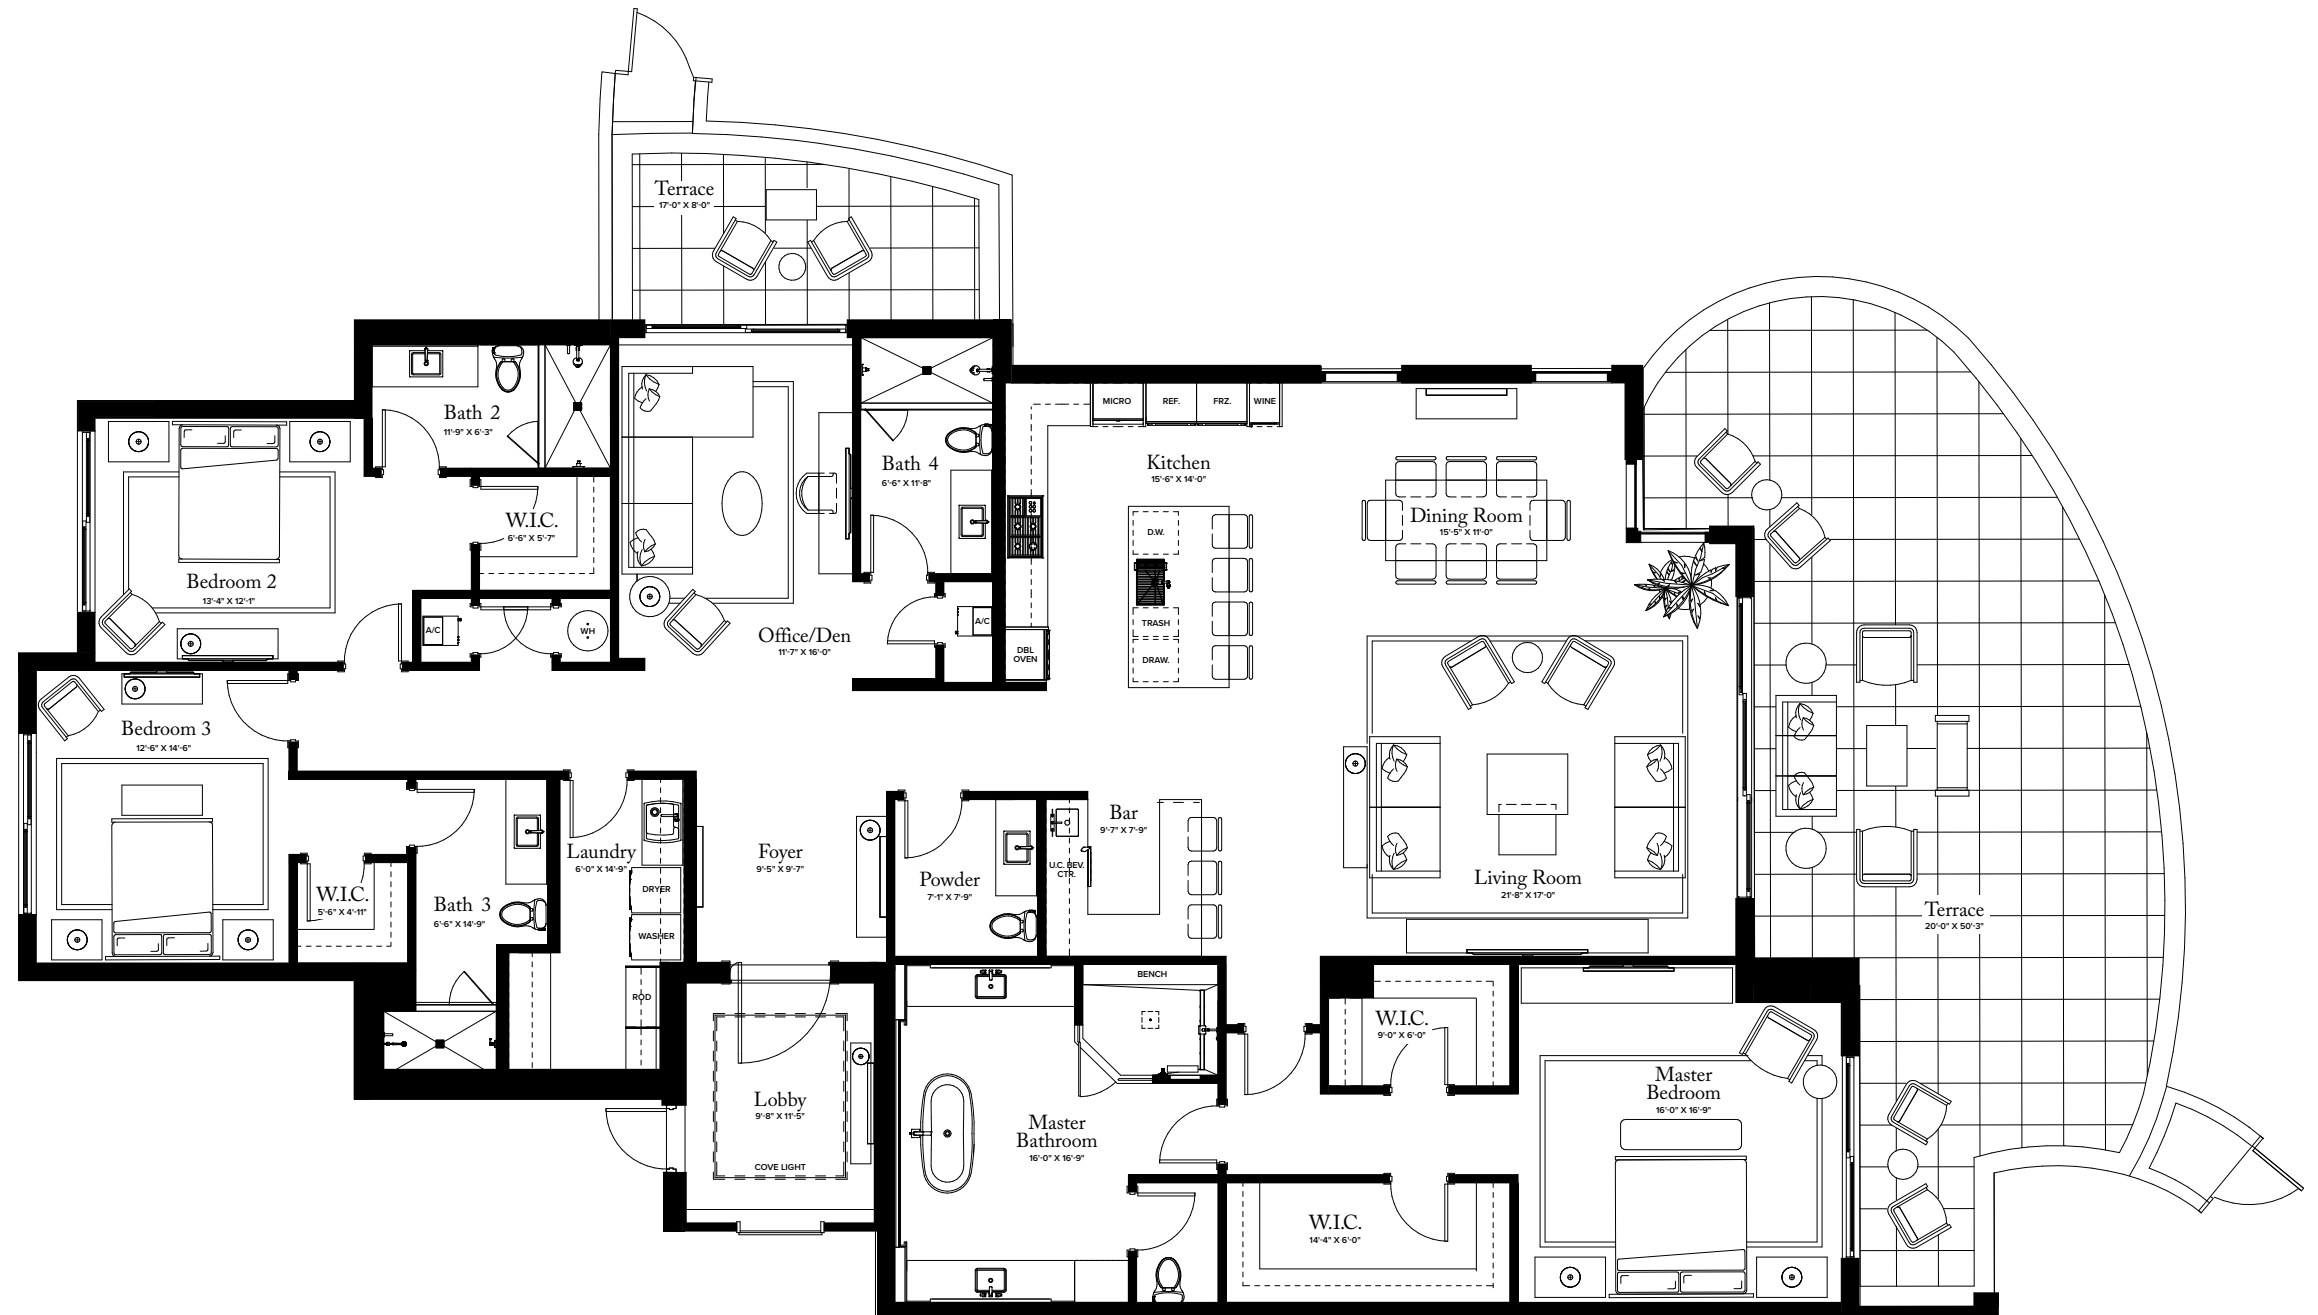 Terrace
17'-0" X 8'-0"
Bath 2
11'-9" X 6'-3"
MICRO
REF.
FRZ.
WINE
Bath 4
6'-6" X 11'-8"
Kitchen
15'-6" X 14'-0"
W.I.C.
6'-6" X 5'-7"
Dining Room
15'-5" X 11'-0"
D.W.
Bedroom 2
13'-4" X 12'-1"
A/C
WH
Office/Den
11'-7" X 16'-0"
A/C
TRASH
DBL
OVEN
DRAW.
Bedroom 3
12'-6" X 14'-6"
Bar
9'-7" X 7'-9"
Laundry
6'-0" X 14'-9"
Foyer
9'-5" X 9'-7"
U.C. BEV.
CTR.
Powder
7'-1" X 7'-9"
Living Room
21'-8" X 17'-0"
DRYER
W.I.C.
5'-6" X 4'-11"
Bath 3
6'-6" X 14'-9"
WASHER
Terrace
20'-0" X 50'-3"
BENCH
ROD
W.I.C.
9'-0" X 6'-0"
Lobby
9'-8" X 11'-5"
Master
Bedroom
16'-0" X 16'-9"
Master
Bathroom
16'-0" X 16'-9"
COVE LIGHT
W.I.C.
14'-4" X 6'-0"